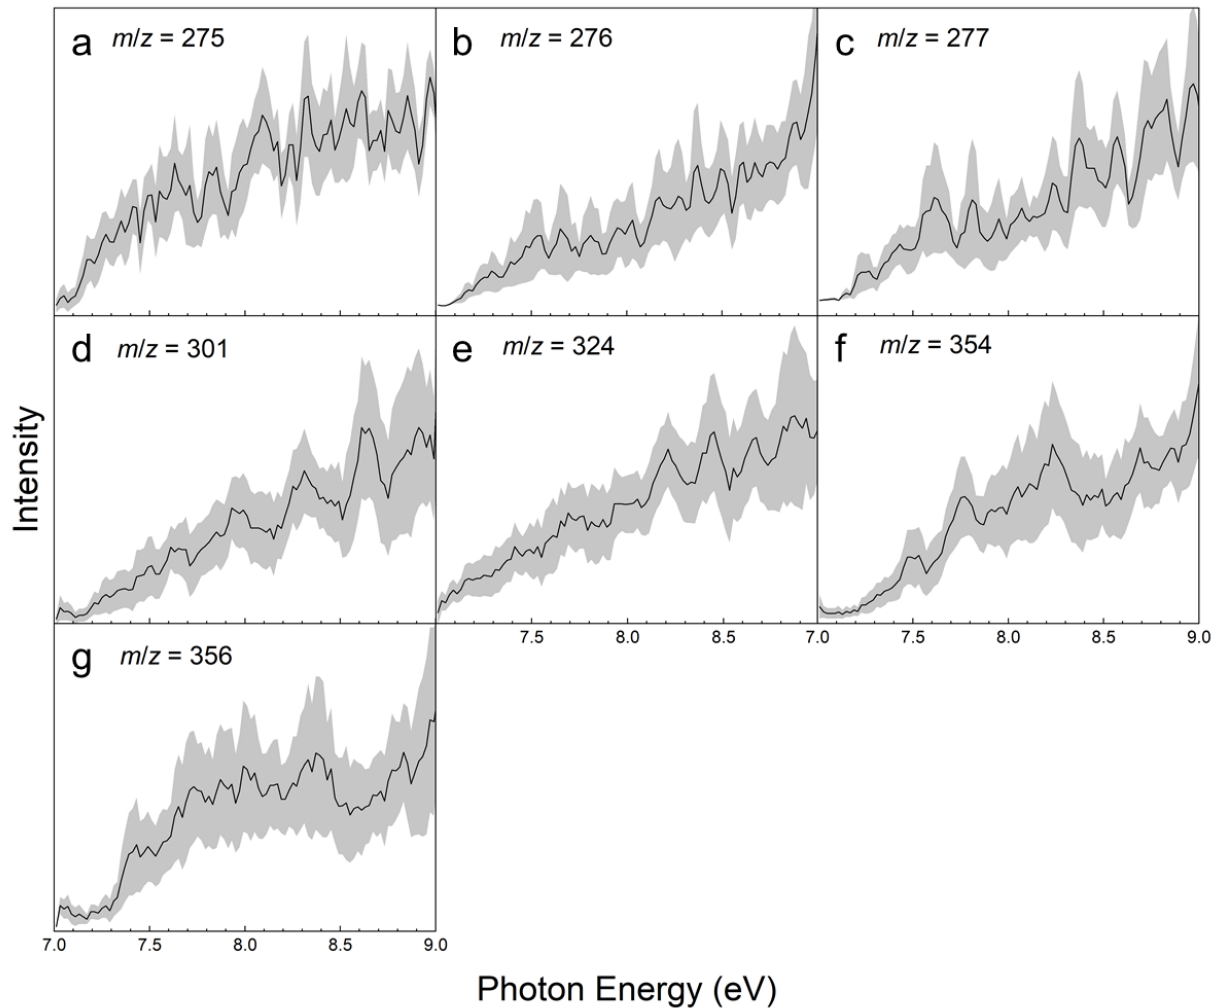 a m/z = 275
b m/z = 276
c m/z = 277
d m/z = 301
e m/z = 324
f m/z = 354
7.5 8.0 8.5 7.0 7.5 8.0 8.5 9.0
g m/z = 356
7.0 7.5 8.0 8.5 9.0
Intensity
Photon Energy (eV)